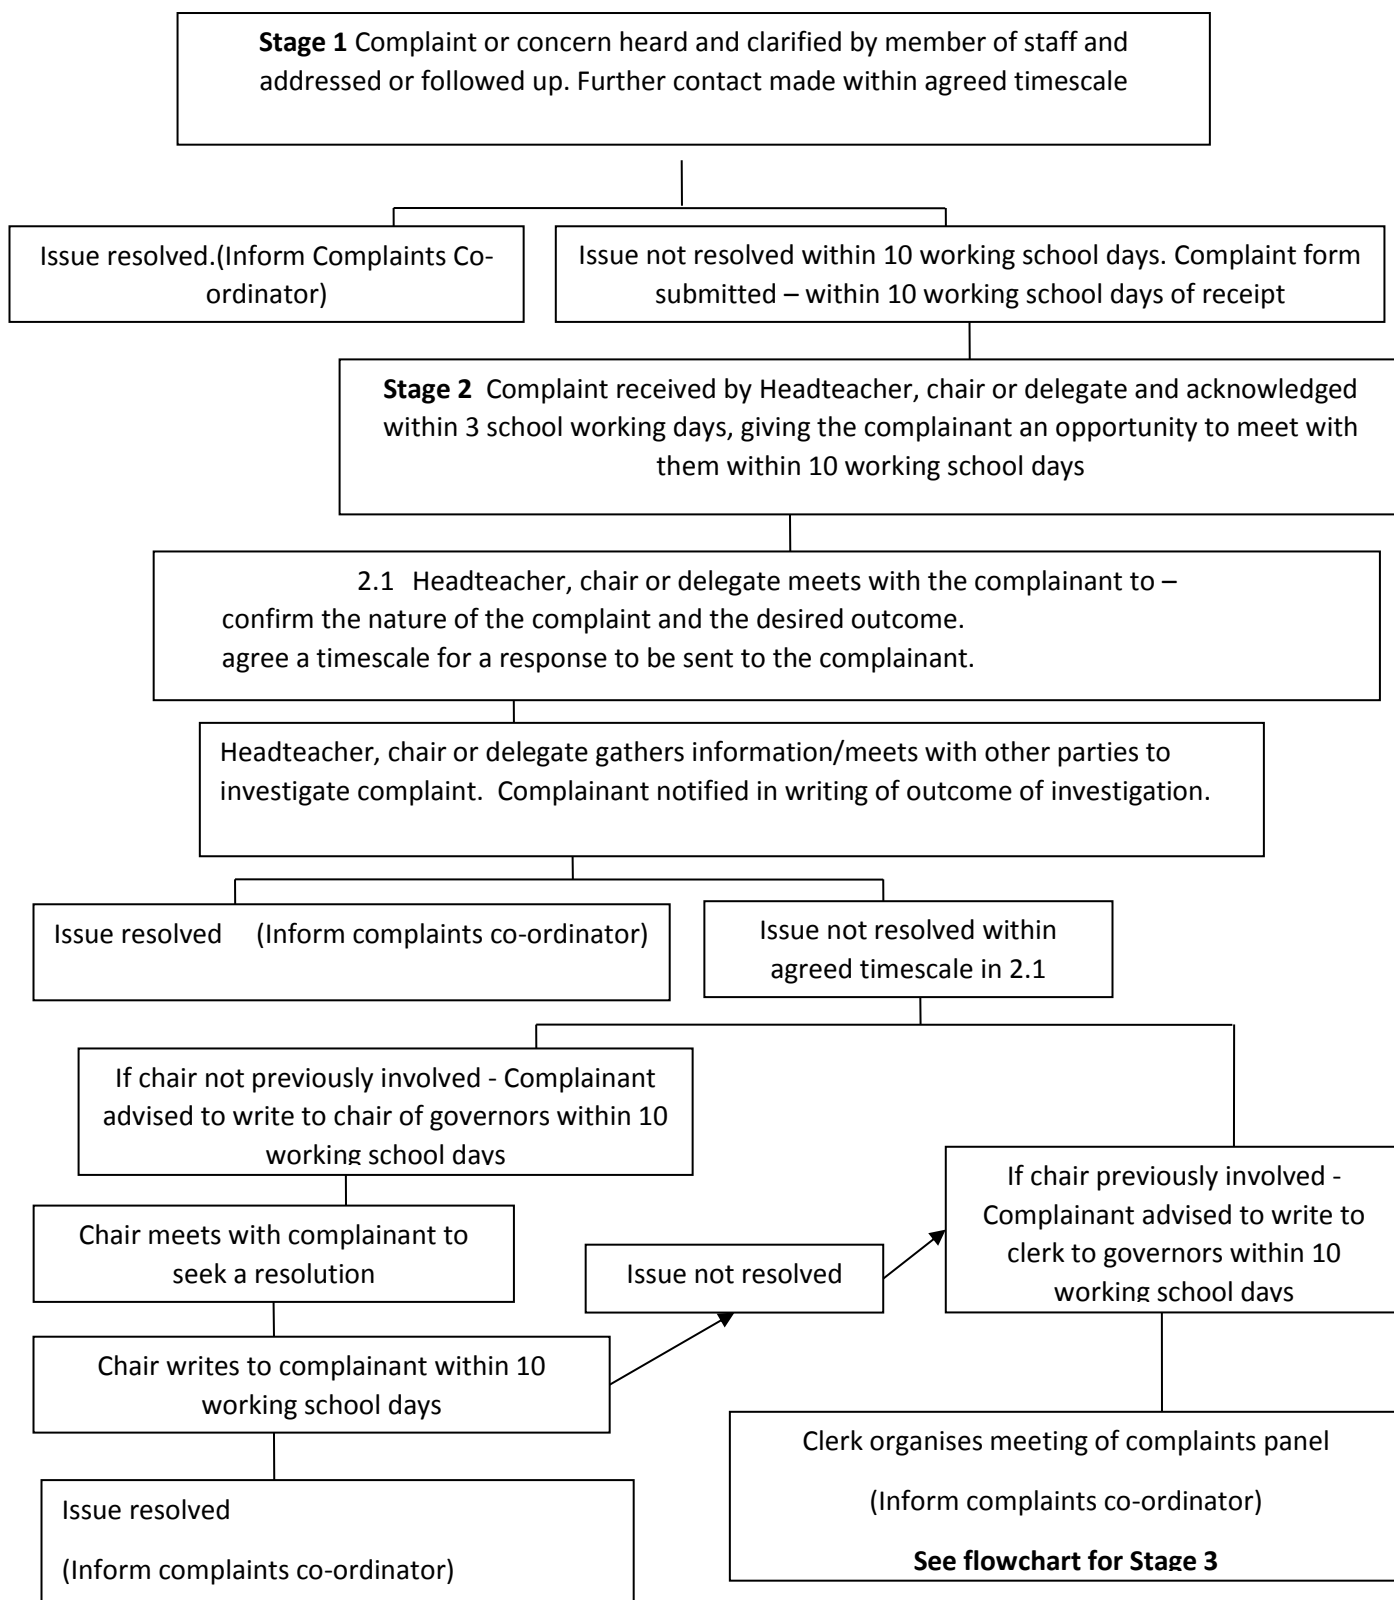 Stage 1 Complaint or concern heard and clarified by member of staff and
addressed or followed up. Further contact made within agreed timescale
Issue resolved.(Inform Complaints Co-
ordinator)
Issue not resolved within 10 working school days. Complaint form
submitted – within 10 working school days of receipt
Stage 2 Complaint received by Headteacher, chair or delegate and acknowledged
within 3 school working days, giving the complainant an opportunity to meet with
them within 10 working school days
2.1 Headteacher, chair or delegate meets with the complainant to –
confirm the nature of the complaint and the desired outcome.
agree a timescale for a response to be sent to the complainant.
Headteacher, chair or delegate gathers information/meets with other parties to
investigate complaint. Complainant notified in writing of outcome of investigation.
Issue resolved (Inform complaints co-ordinator)
Issue not resolved within
agreed timescale in 2.1
If chair not previously involved - Complainant
advised to write to chair of governors within 10
working school days
If chair previously involved -
Complainant advised to write to
clerk to governors within 10
working school days
Chair meets with complainant to
seek a resolution
Issue not resolved
Chair writes to complainant within 10
working school days
Clerk organises meeting of complaints panel
(Inform complaints co-ordinator)
See flowchart for Stage 3
Issue resolved
(Inform complaints co-ordinator)